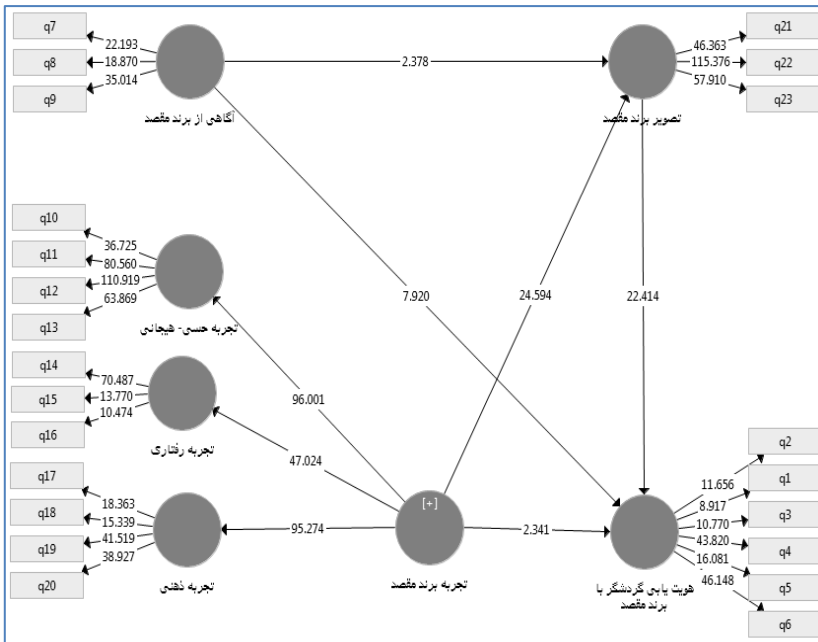 q7
q8
q9
22.193
18.870
35.014
آگاهی از برند مقصد
2.378
q21
q22
q23
46.363
115.376
57.910
تصویر برند مقصد
q10
q11
q12
q13
36.725
80.560
110.919
63.869
تجربه حسی- هیجانی
7.920
24.594
22.414
q14
q15
q16
70.487
13.770
10.474
تجربه رفتاری
96.001
47.024
q17
q18
q19
q20
18.363
15.339
41.519
38.927
تجربه ذهنی
95.274
[+]
تجربه برند مقصد
2.341
q2
q1
q3
q4
q5
q6
11.656
8.917
10.770
43.820
16.081
46.148
هویت یابی گردشگر با
برند مقصد